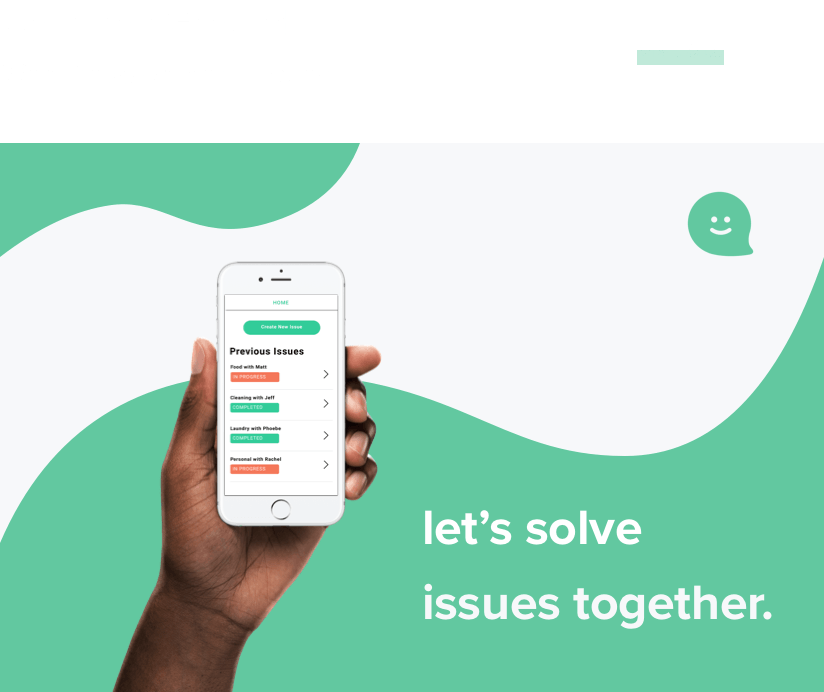 HOME
Create New Issue
Previous Issues
Food with Matt
IN PROGRESS
Cleaning with Jeff
COMPLETED
Laundry with Phoebe
COMPLETED
Personal with Rachel
IN PROGRESS
let’s solve
issues together.